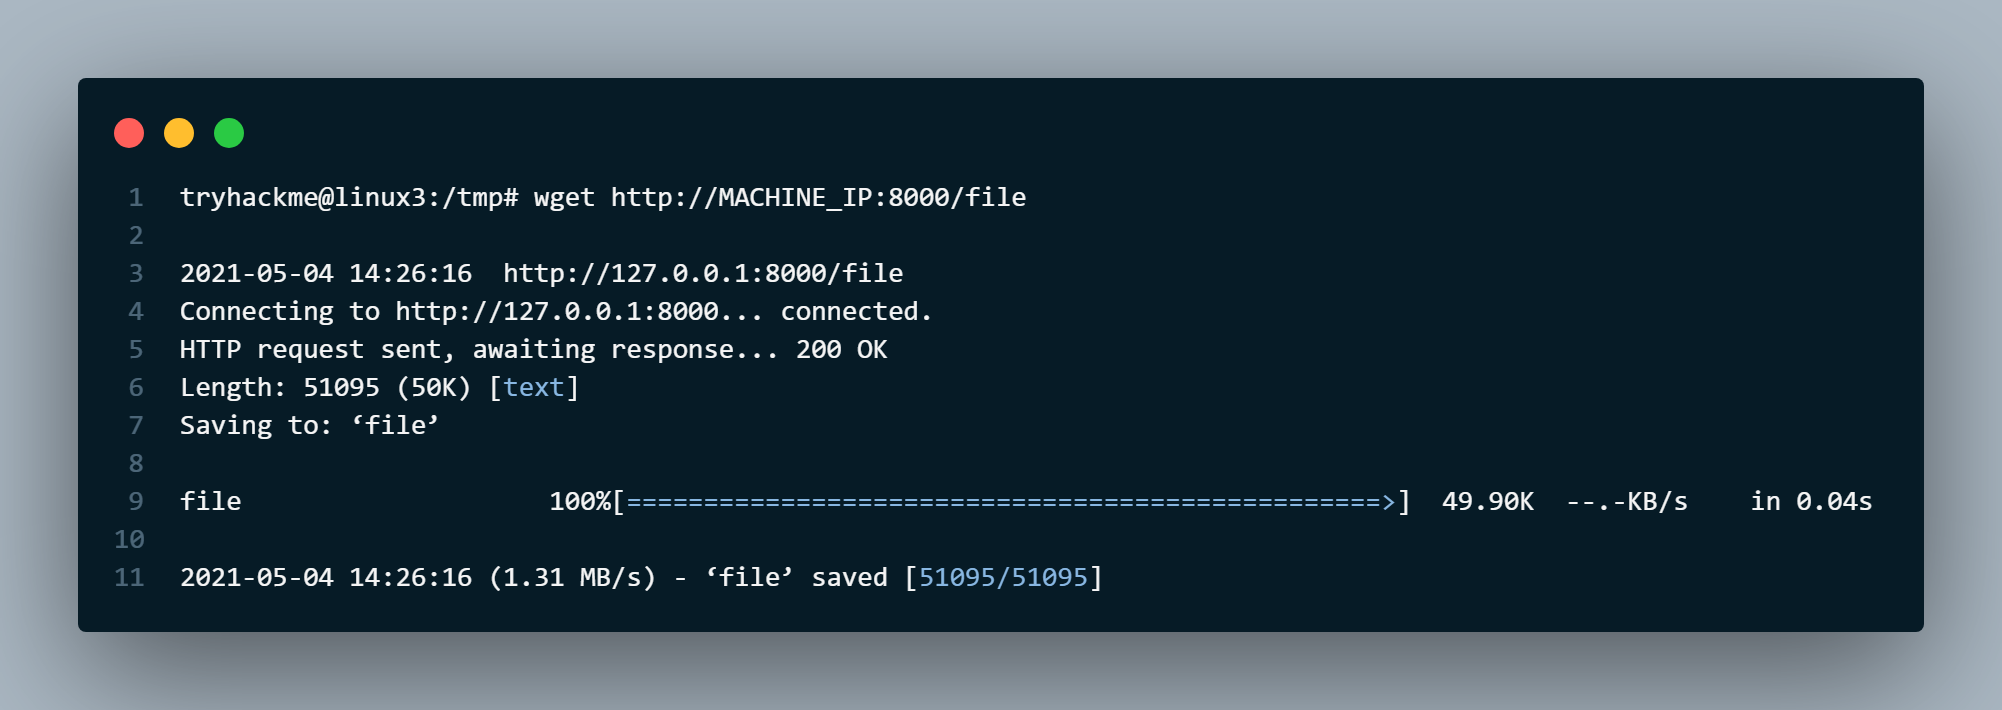 1 tryhackme@linux3:/tmp# wget http://MACHINE_IP:8000/file
2
3 2021-05-04 14:26:16  http://127.0.0.1:8000/file
4 Connecting to http://127.0.0.1:8000... connected.
5 HTTP request sent, awaiting response... 200 OK
6 Length: 51095 (50K) [text]
7 Saving to: ‘file’
8
9 file                    100%[=================================================>]  49.90K  --.-KB/s    in 0.04s
10
11 2021-05-04 14:26:16 (1.31 MB/s) - ‘file’ saved [51095/51095]